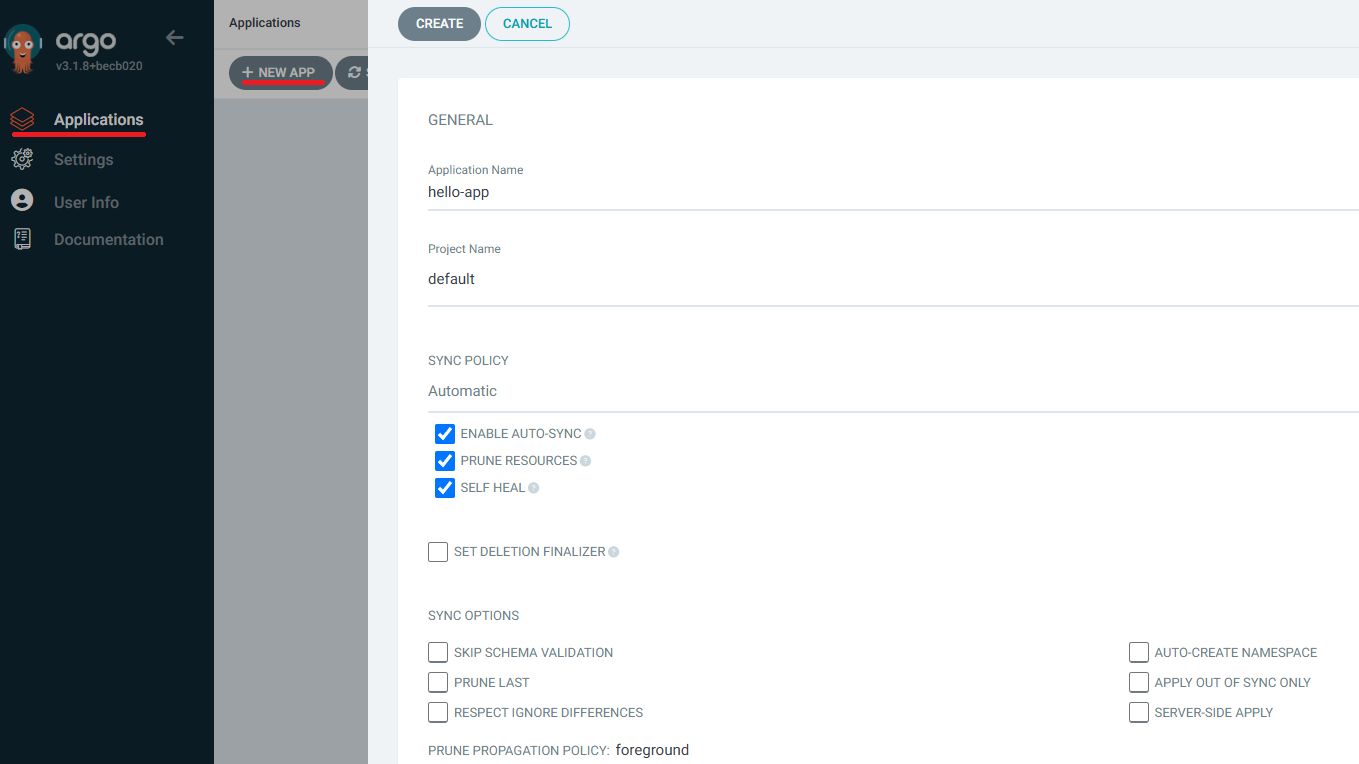 argo
v3.1.8+becb020
Applications
Settings
User Info
Documentation
Applications
+ NEW APP
CREATE
CANCEL
GENERAL
Application Name
hello-app
Project Name
default
SYNC POLICY
Automatic
ENABLE AUTO-SYNC
PRUNE RESOURCES
SELF HEAL
SET DELETION FINALIZER
SYNC OPTIONS
SKIP SCHEMA VALIDATION
AUTO-CREATE NAMESPACE
PRUNE LAST
APPLY OUT OF SYNC ONLY
RESPECT IGNORE DIFFERENCES
SERVER-SIDE APPLY
PRUNE PROPAGATION POLICY: foreground